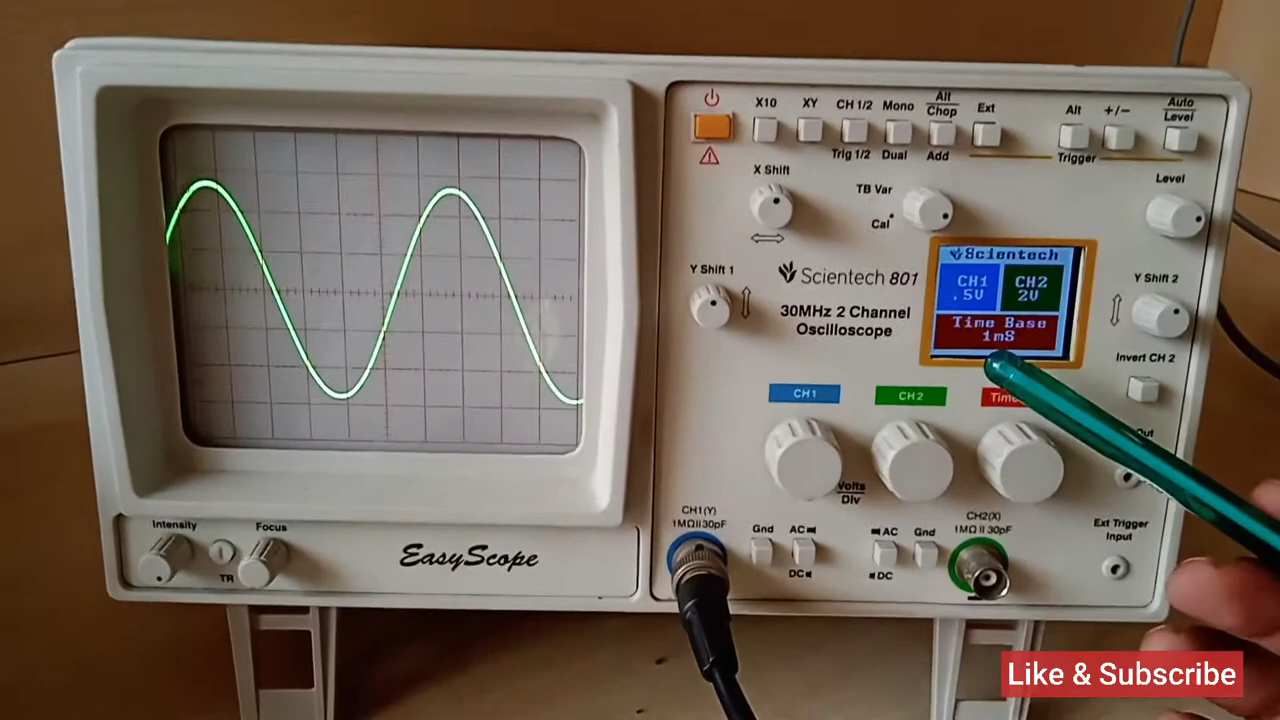 X10
XY
CH 1/2
Mono
Alt
Chop
Ext
Alt
+/−
Auto
Level
Trig 1/2
Dual
Add
Trigger
X Shift
TB Var
Cal
Level
Y Shift 1
Scientech 801
30MHz 2 Channel
Oscilloscope
Scientech
CH1
.5V
CH2
2V
Time Base
1mS
Y Shift 2
Invert CH 2
CH1
CH2
Time
Out
Volts
Div
Intensity
Focus
TR
EasyScope
CH1(Y)
1MΩ II 30pF
Gnd
AC
DC
AC
Gnd
DC
CH2(X)
1MΩ II 30pF
Ext Trigger
Input
Like & Subscribe